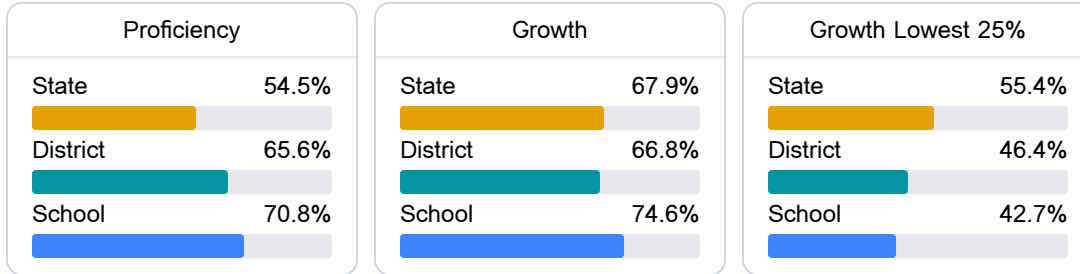 Proficiency
State 54.5%
District 65.6%
School 70.8%
Growth
State 67.9%
District 66.8%
School 74.6%
Growth Lowest 25%
State 55.4%
District 46.4%
School 42.7%